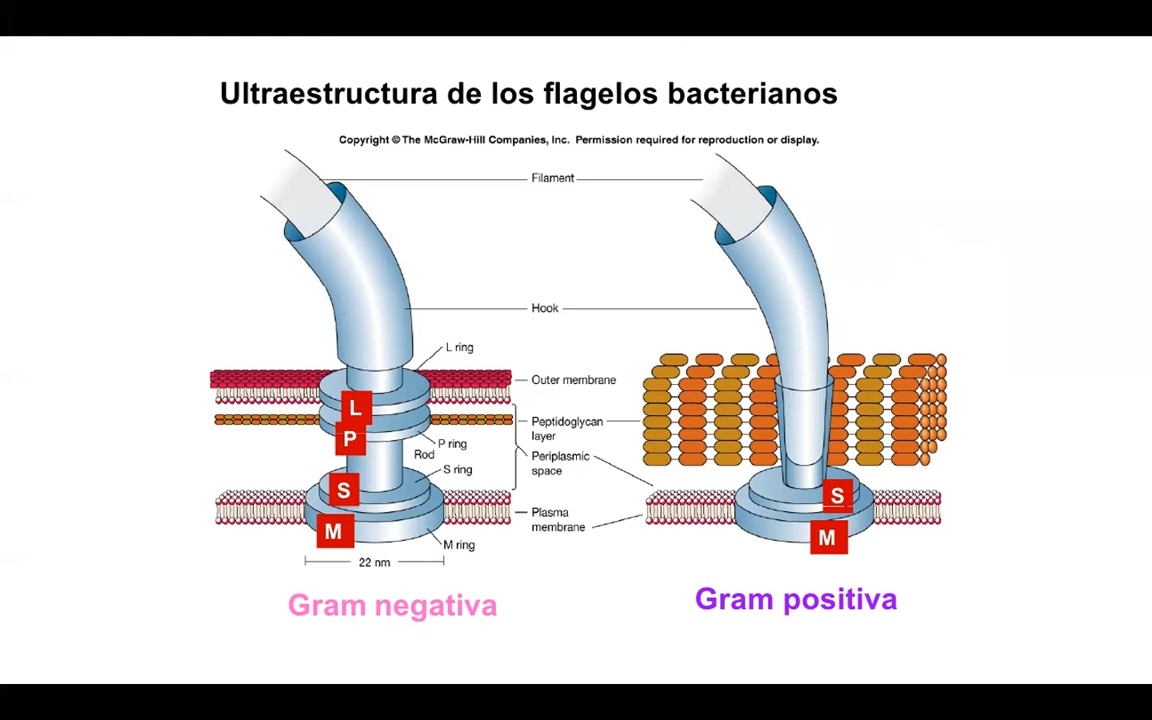 Ultraestructura de los flagelos bacterianos
Copyright © The McGraw-Hill Companies, Inc. Permission required for reproduction or display.
Filament
Hook
L ring
Outer membrane
L
Peptidoglycan
layer
P
P ring
Rod
Periplasmic
space
S ring
S
S
Plasma
membrane
M
M
M ring
22 nm
Gram negativa
Gram positiva